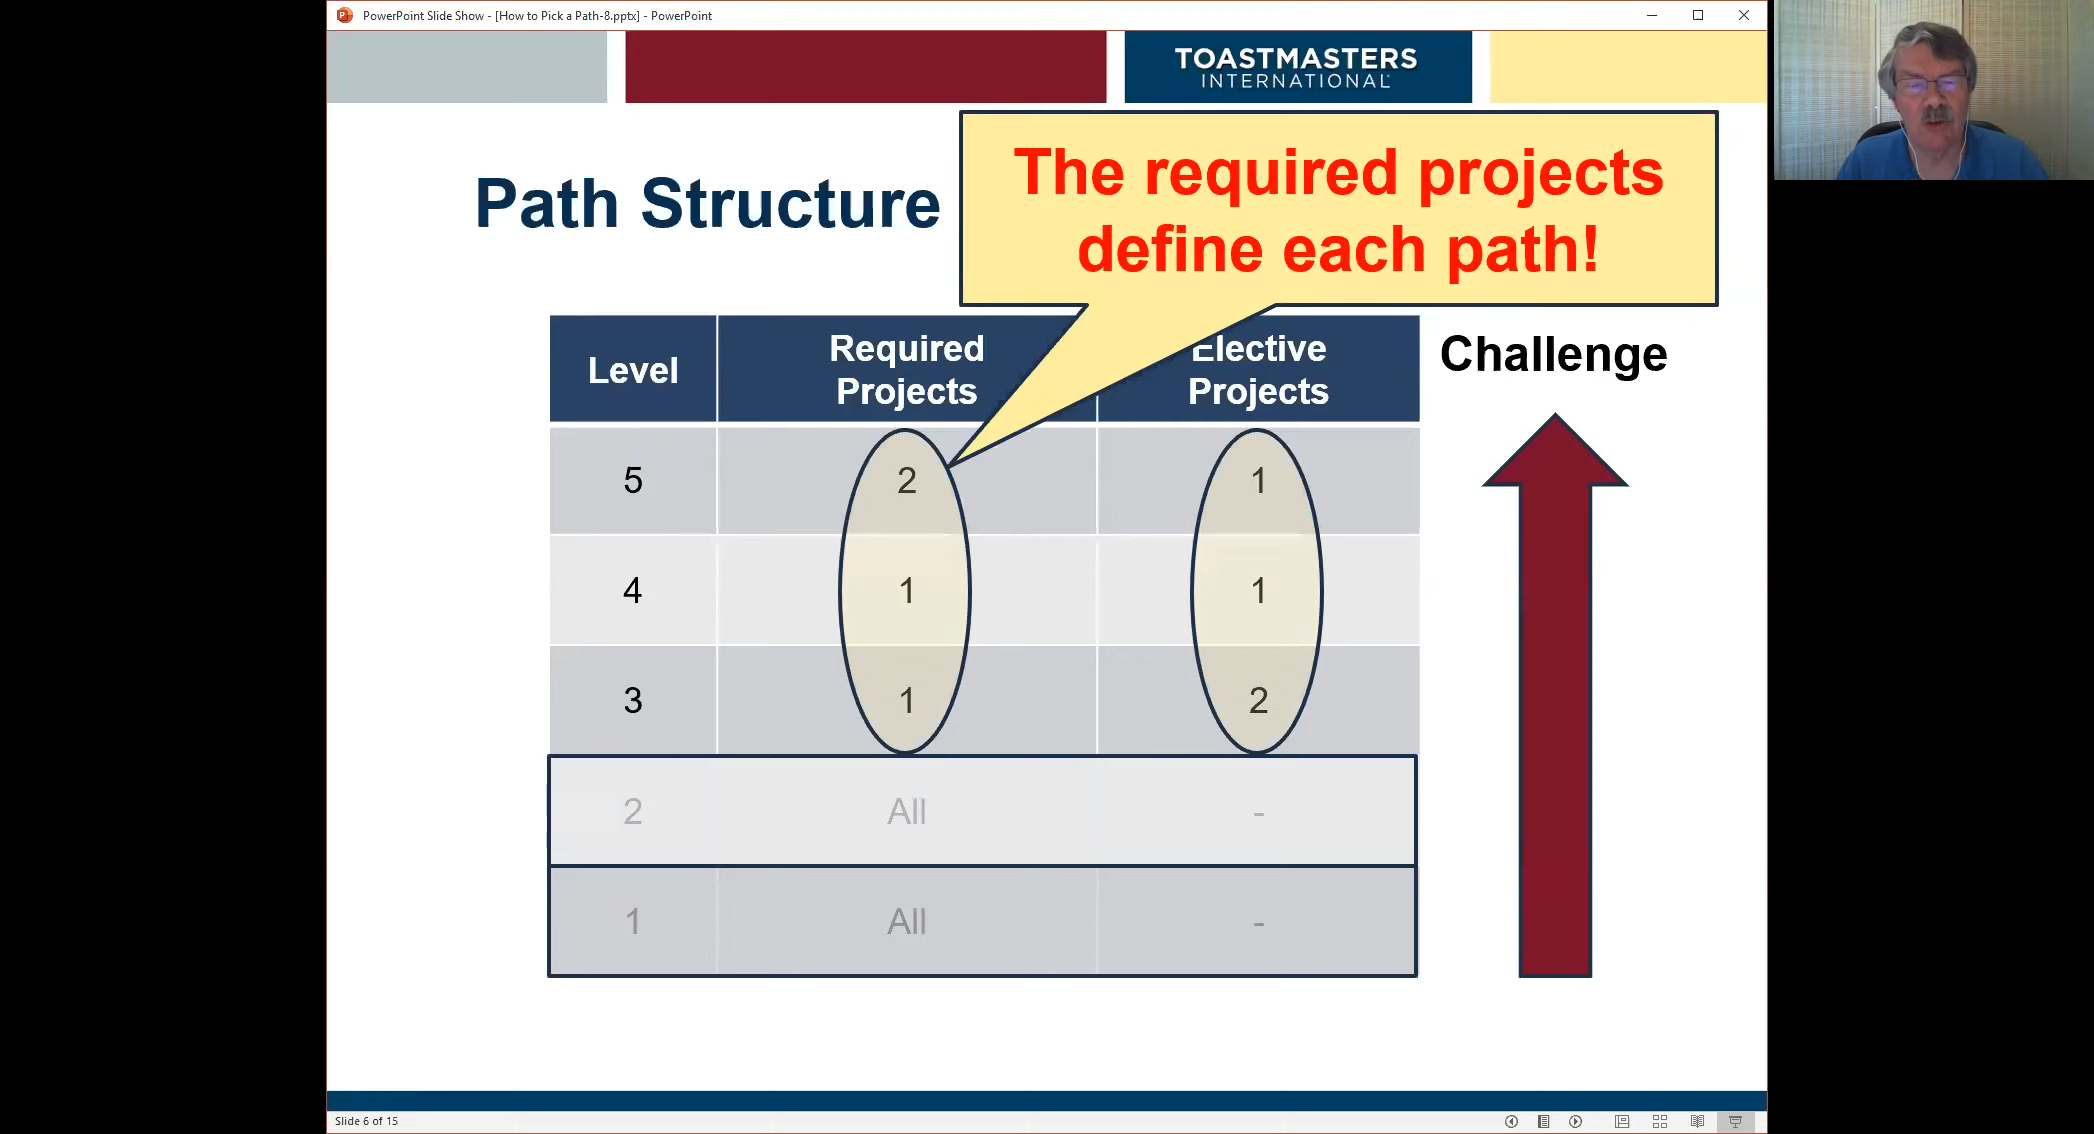 PowerPoint Slide Show - [How to Pick a Path-8.pptx] - PowerPoint
TOASTMASTERS
INTERNATIONAL
The required projects
define each path!
Path Structure
Level
Required
Projects
Elective
Projects
Challenge
5
2
1
4
1
1
3
1
2
2
All
-
1
All
-
Slide 6 of 15